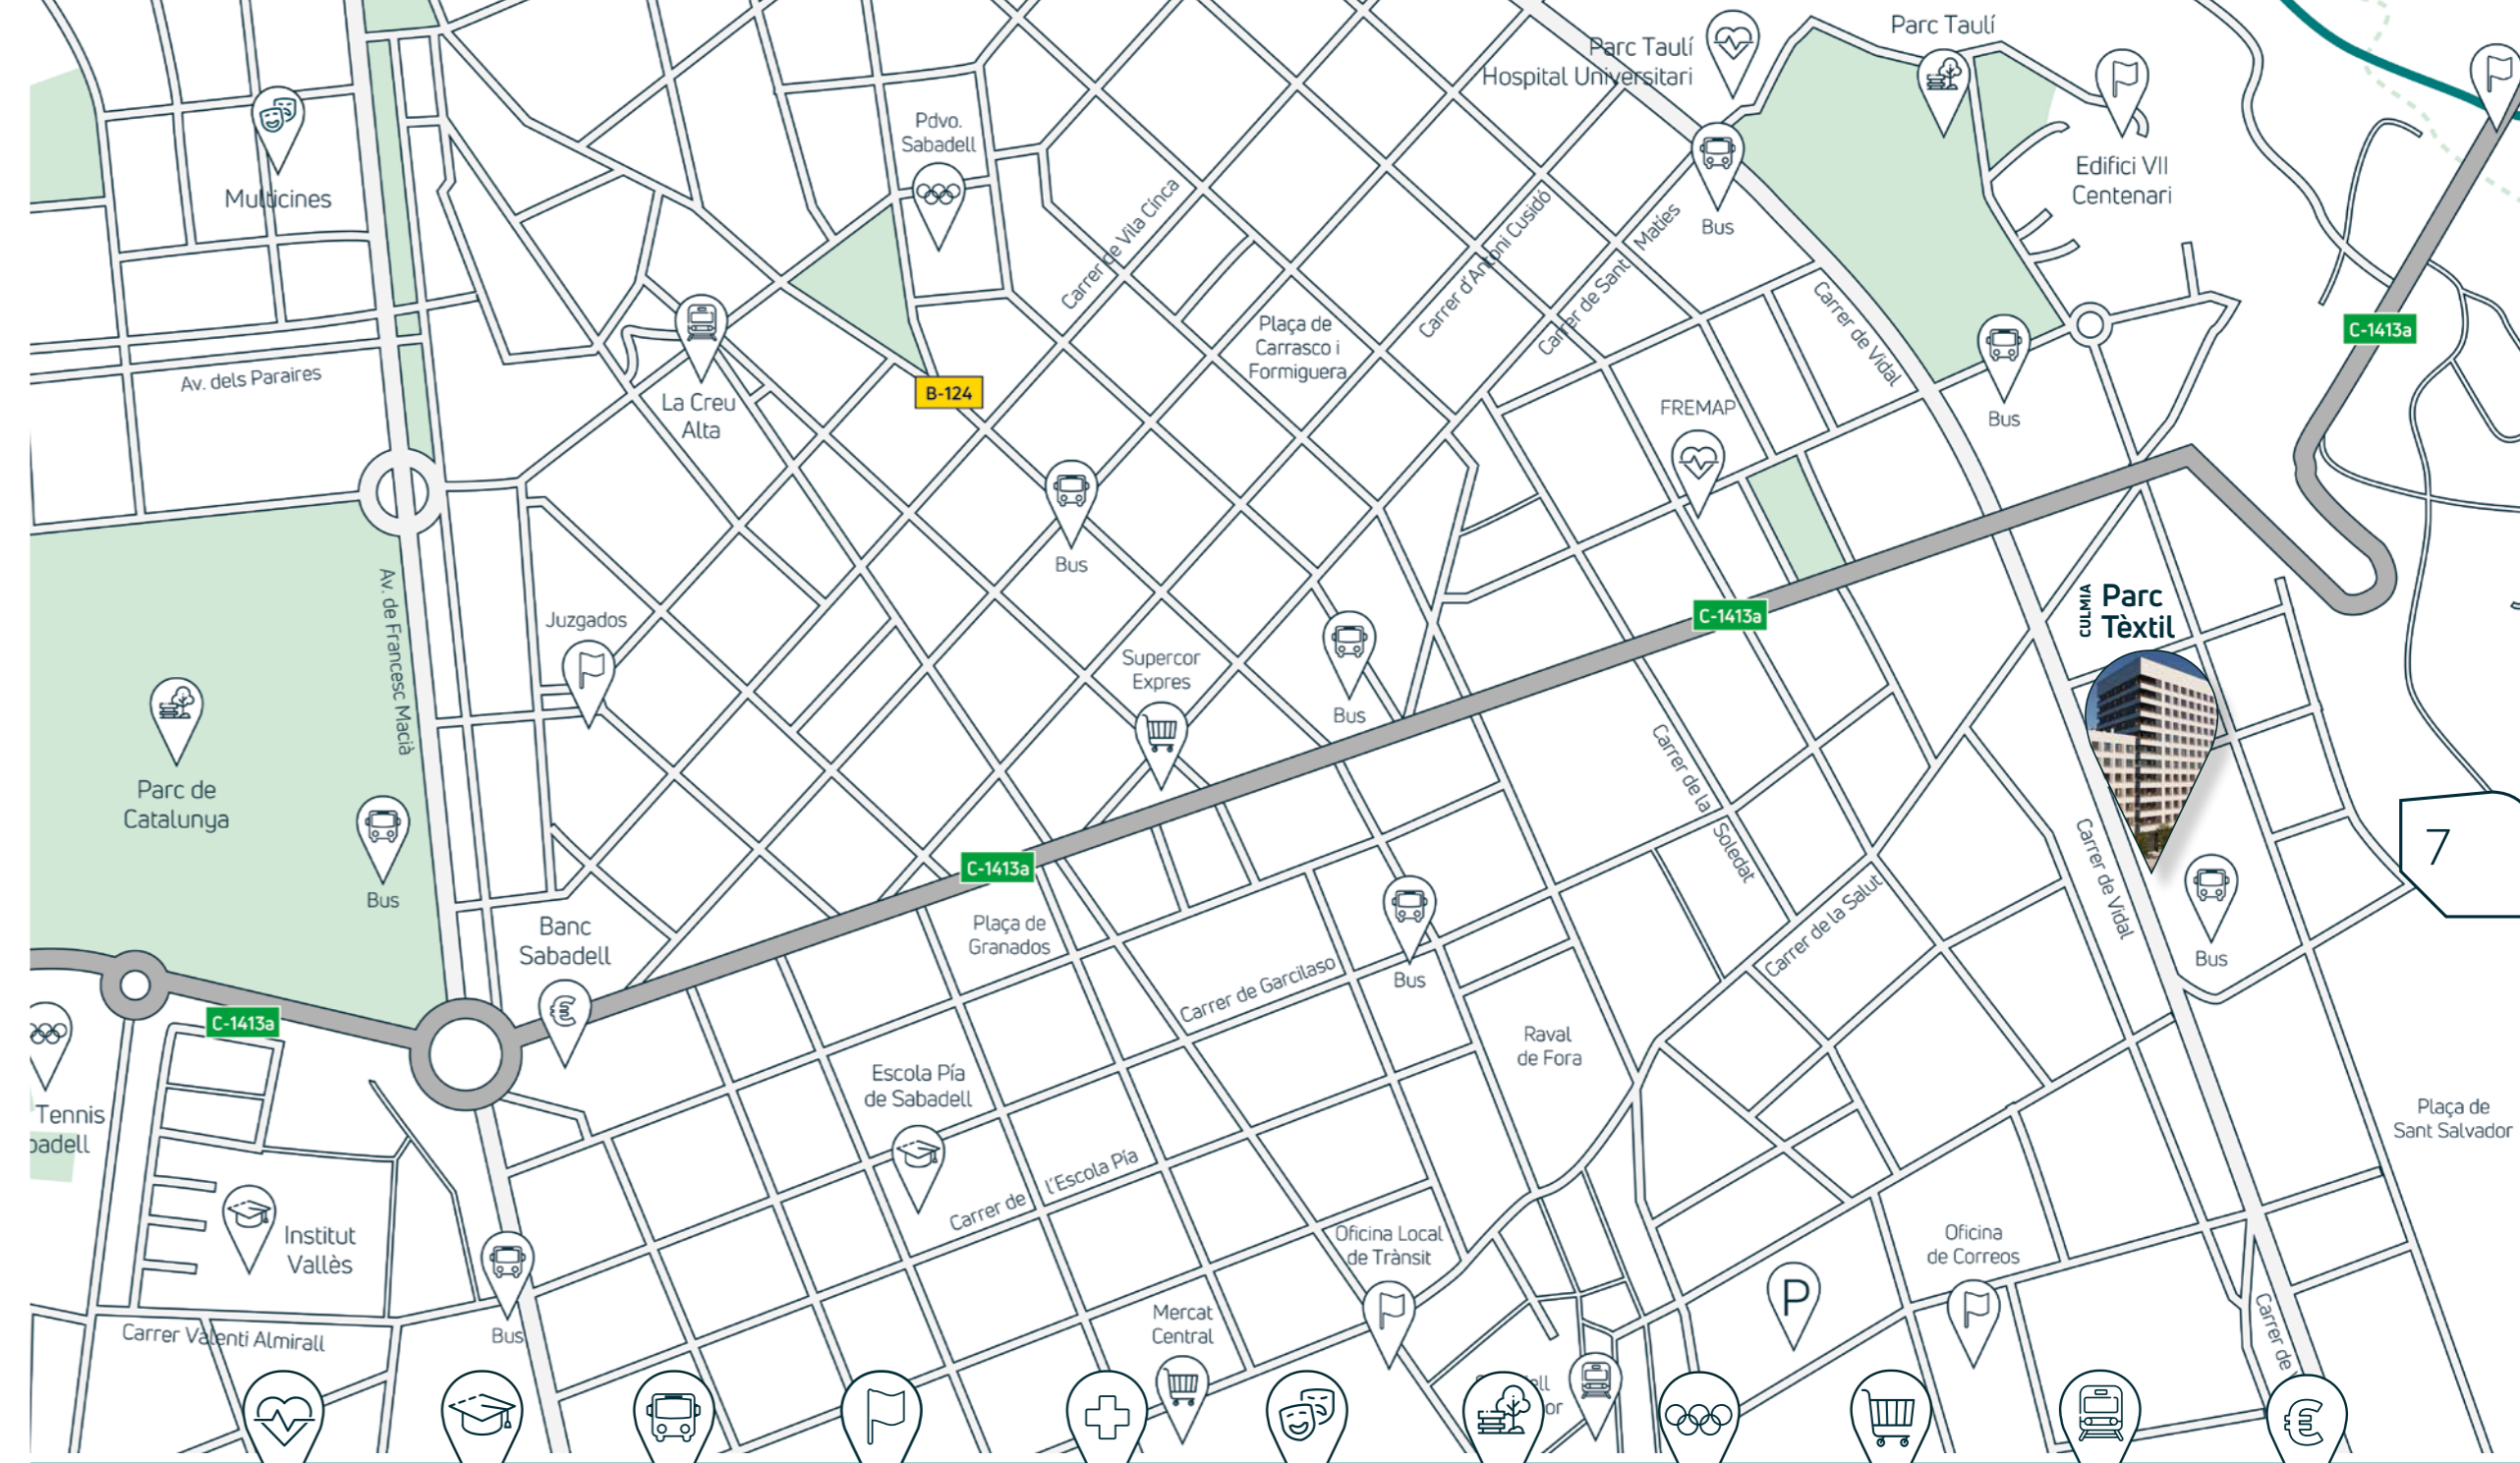 Parc Taulí
Hospital Universitari
Parc Taulí
Edifici VII
Centenari
Multicines
Pdvo.
Sabadell
Carrer de Vila Cinca
Carrer d'Antoni Cusidó
Carrer de Sant Maties
Bus
Carrer de Vidal
C-1413a
Plaça de
Carrasco i
Formiguera
Av. dels Paraires
B-124
La Creu
Alta
FREMAP
Bus
Bus
Av. de Francesc Macià
Juzgados
CULMIA
Parc
Tèxtil
C-1413a
Supercor
Expres
Bus
Parc de
Catalunya
Carrer de la Soledat
Carrer de Vidal
7
Bus
C-1413a
Banc
Sabadell
Plaça de
Granados
Carrer de la Salut
Bus
Carrer de Garcilaso
Bus
C-1413a
Raval
de Fora
Escola Pía
de Sabadell
Tennis
Plaça de
Sant Salvador
Carrer de l'Escola Pía
Institut
Vallès
Oficina Local
de Trànsit
Oficina
de Correos
P
Carrer Valenti Almirall
Bus
Mercat
Central
Carrer de